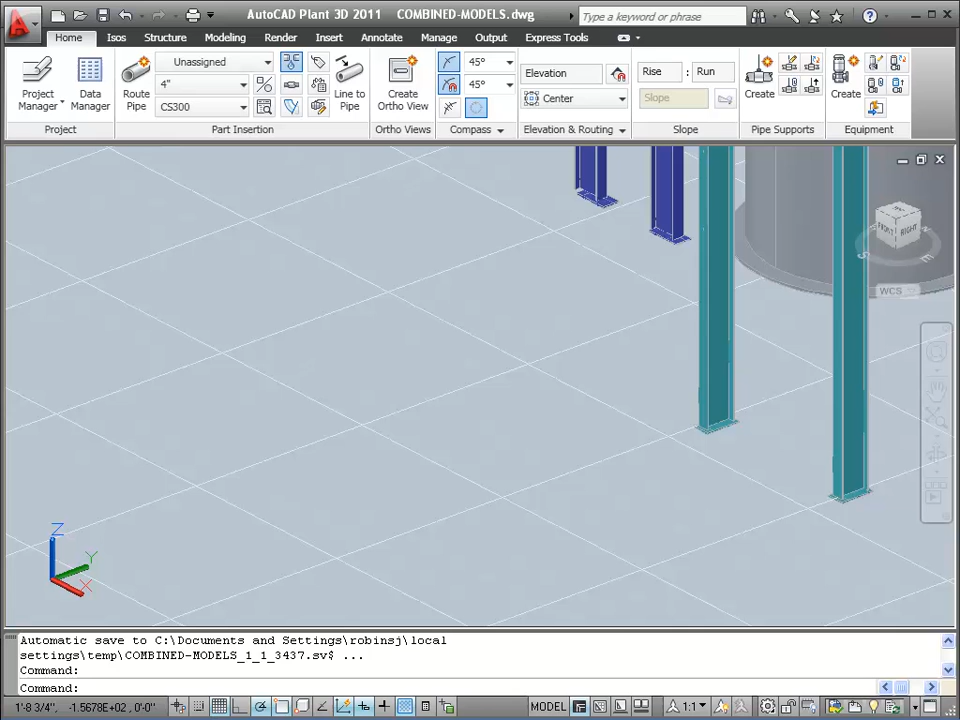 AutoCAD Plant 3D 2011 COMBINED-MODELS.dwg
Type a keyword or phrase
Home Isos Structure Modeling Render Insert Annotate Manage Output Express Tools
Project Manager
Data Manager
Project
Route Pipe
Unassigned
4"
CS300
Line to Pipe
Part Insertion
Create Ortho View
Ortho Views
45°
45°
Compass
Elevation
Center
Elevation & Routing
Rise : Run
Slope
Slope
Create
Pipe Supports
Create
Equipment
FRONT RIGHT
S E
WCS
Z
Y
X
Automatic save to C:\Documents and Settings\robinsj\local
settings\temp\COMBINED-MODELS_1_1_3437.sv$ ...
Command:
Command:
1'-8 3/4", -1.5678E+02, 0'-0" MODEL 1:1